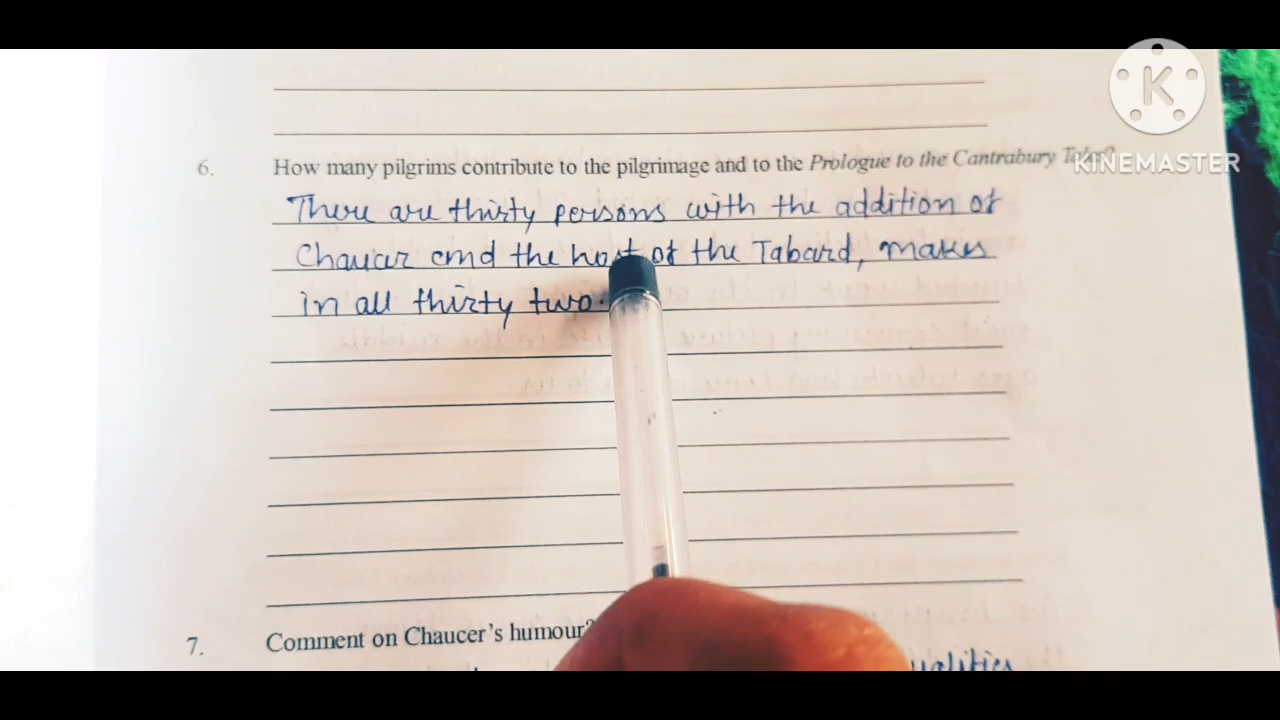 6. How many pilgrims contribute to the pilgrimage and to the Prologue to the Cantrabury Tales?
There are thirty persons with the addition of
Chaucer and the host of the Tabard, makes
in all thirty two.
7. Comment on Chaucer's humour?
ualities
K
KINEMASTER